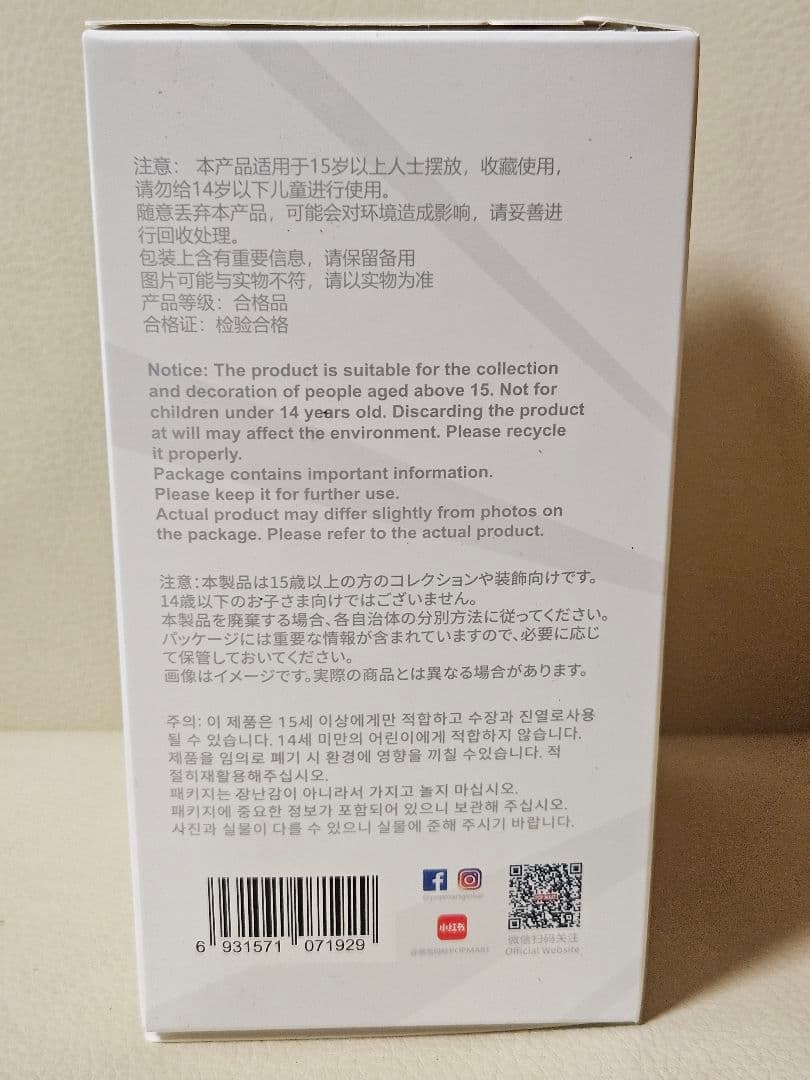 注意： 本产品适用于15岁以上人士摆放，收藏使用，
请勿给14岁以下儿童进行使用。
随意丢弃本产品，可能会对环境造成影响，请妥善进
行回收处理。
包装上含有重要信息，请保留备用
图片可能与实物不符，请以实物为准
产品等级：合格品
合格证：检验合格
Notice: The product is suitable for the collection
and decoration of people aged above 15. Not for
children under 14 years old. Discarding the product
at will may affect the environment. Please recycle
it properly.
Package contains important information.
Please keep it for further use.
Actual product may differ slightly from photos on
the package. Please refer to the actual product.
注意：本製品は15歳以上の方のコレクションや装飾向けです。
14歳以下のお子さま向けではございません。
本製品を廃棄する場合、各自治体の分別方法に従ってください。
パッケージには重要な情報が含まれていますので、必要に応じ
て保管しておいてください。
画像はイメージです。実際の商品とは異なる場合があります。
주의: 이 제품은 15세 이상에게만 적합하고 수장과 진열로사용
될 수 있습니다. 14세 미만의 어린이에게 적합하지 않습니다.
제품을 임의로 폐기 시 환경에 영향을 끼칠 수있습니다. 적
절히재활용해주십시오.
패키지는 장난감이 아니라서 가지고 놀지 마십시오.
패키지에 중요한 정보가 포함되어 있으니 보관해 주십시오.
사진과 실물이 다를 수 있으니 실물에 준해 주시기 바랍니다.
@popmartglobal
小红书
POPMART
微信扫码关注
Official Website
6 931571 071929